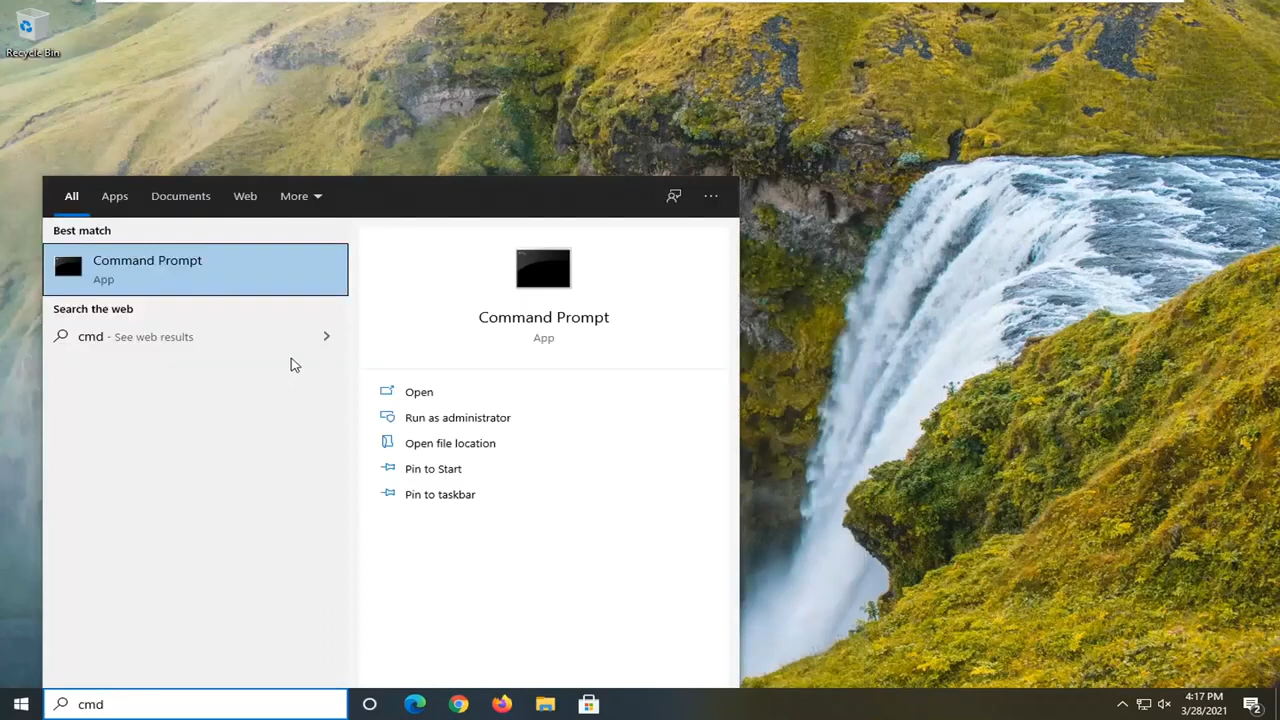 Recycle Bin
All Apps Documents Web More
Best match
Command Prompt
App
Search the web
cmd - See web results
Command Prompt
App
Open
Run as administrator
Open file location
Pin to Start
Pin to taskbar
cmd
4:17 PM
3/28/2021
2